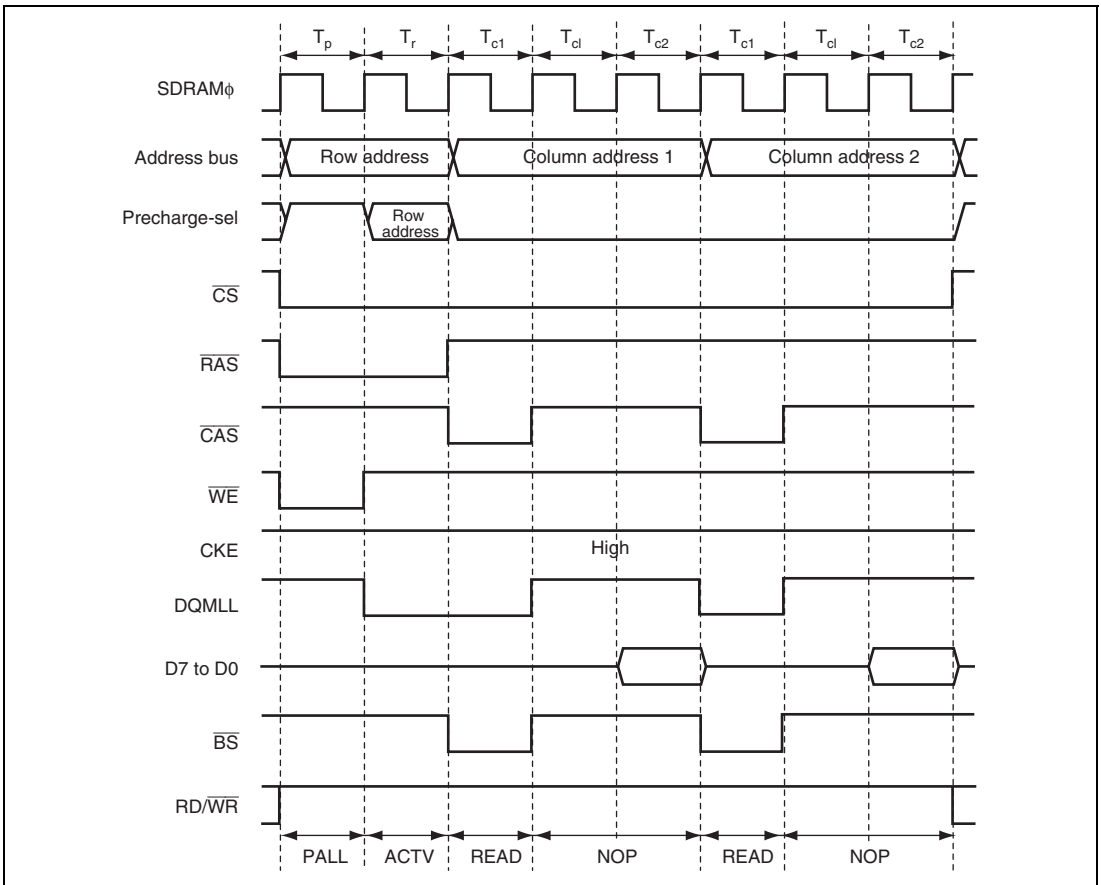 Tp Tr Tc1 Tcl Tc2 Tc1 Tcl Tc2
SDRAMϕ
Address bus Row address Column address 1 Column address 2
Precharge-sel Row address
CS
RAS
CAS
WE
CKE High
DQMLL
D7 to D0
BS
RD/WR
PALL ACTV READ NOP READ NOP